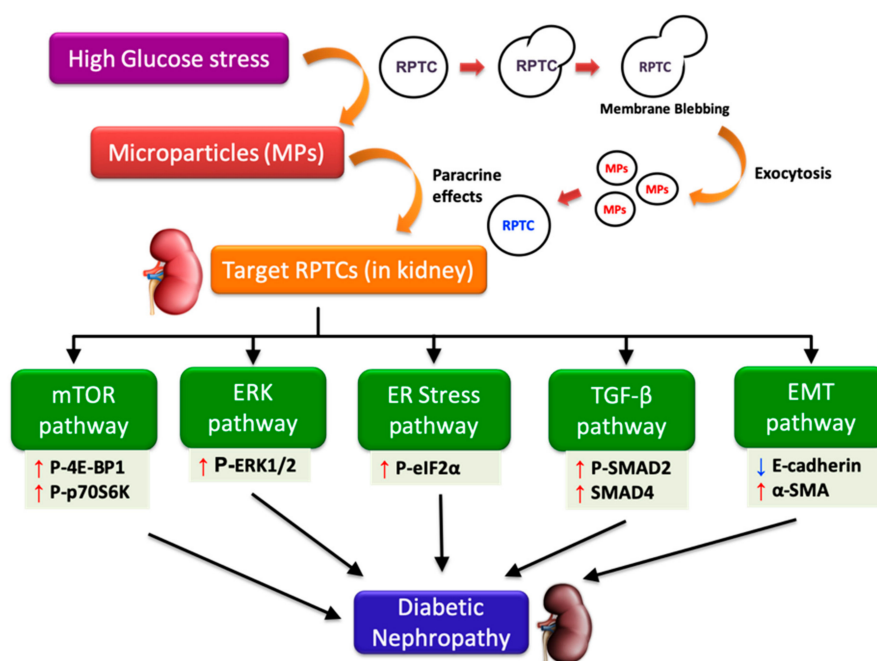 High Glucose stress
RPTC
RPTC
RPTC
Membrane Blebbing
Microparticles (MPs)
Paracrine
effects
MPs
MPs
MPs
Exocytosis
RPTC
Target RPTCs (in kidney)
mTOR
pathway
↑ P-4E-BP1
↑ P-p70S6K
ERK
pathway
↑ P-ERK1/2
ER Stress
pathway
↑ P-eIF2α
TGF-β
pathway
↑ P-SMAD2
↑ SMAD4
EMT
pathway
↓ E-cadherin
↑ α-SMA
Diabetic
Nephropathy